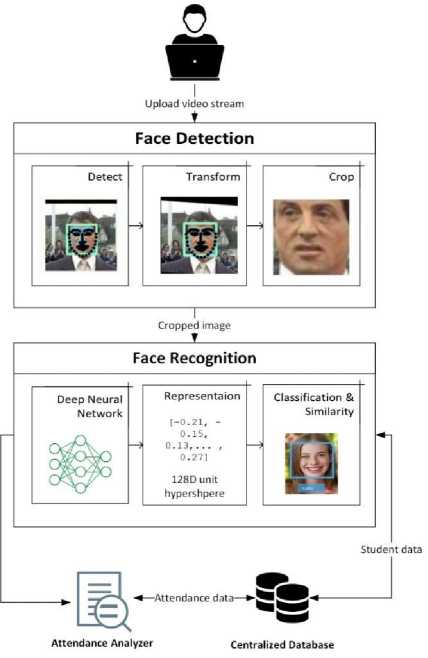 Upload video stream
Face Detection
Detect
Transform
Crop
Cropped image
Face Recognition
Deep Neural
Network
Representaion
[-0.21, -
0.15,
0.13,... ,
0.27]
128D unit
hypershpere
Classification &
Similarity
Student data
Attendance data
Attendance Analyzer
Centralized Database